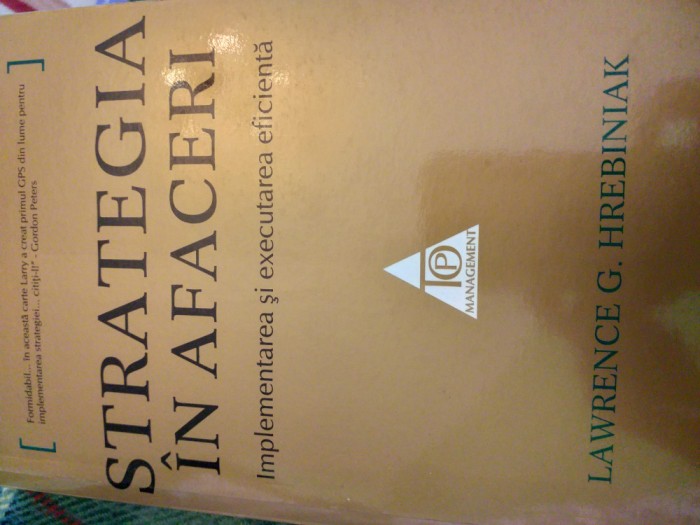 [ Formidabil... în această carte Larry a creat primul GPS din lume pentru
implementarea strategiei... citiți-l!" - Gordon Peters ]
STRATEGIA
ÎN AFACERI
Implementarea și executarea eficientă
TOP
MANAGEMENT
LAWRENCE G. HREBINIAK